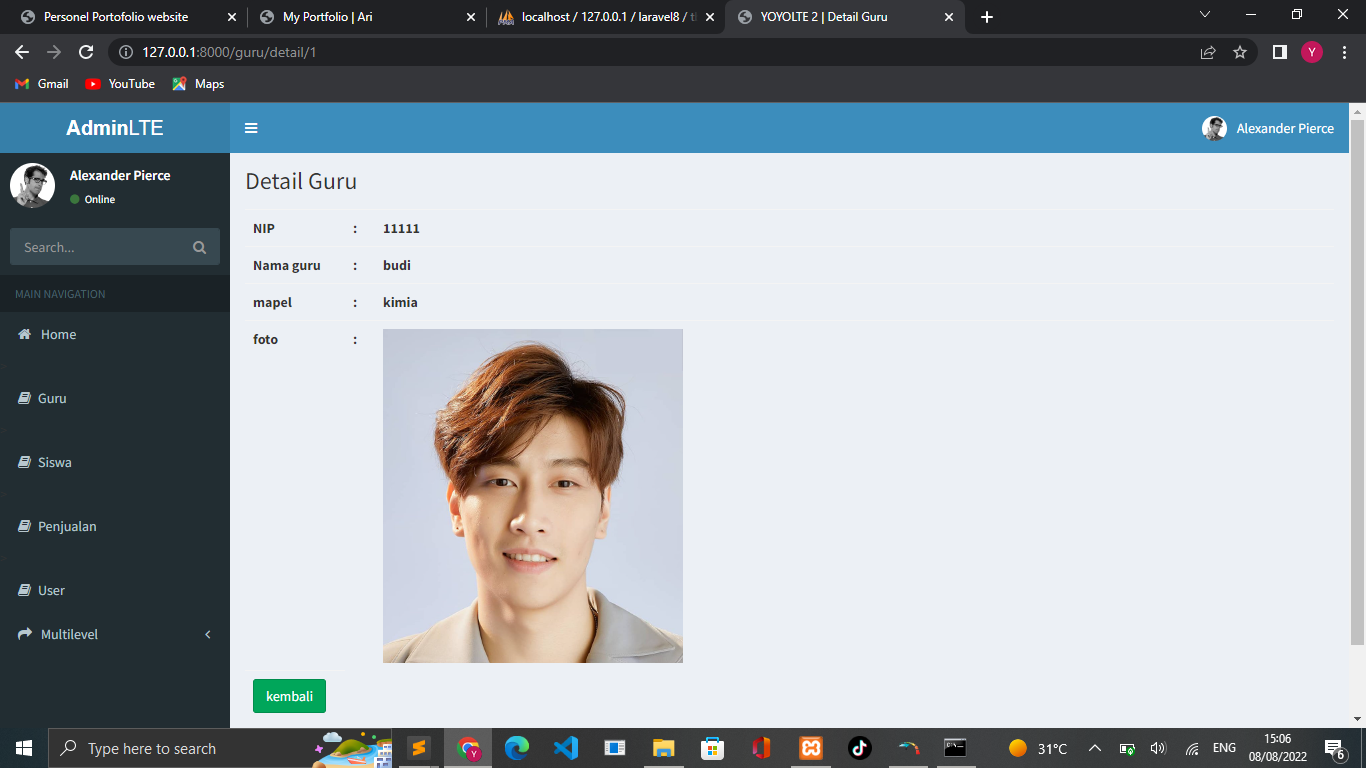 Personel Portofolio website
My Portfolio | Ari
localhost / 127.0.0.1 / laravel8 /
YOYOLTE 2 | Detail Guru
127.0.0.1:8000/guru/detail/1
Y
Gmail
YouTube
Maps
AdminLTE
Alexander Pierce
Alexander Pierce
Online
Search...
MAIN NAVIGATION
Home
Guru
Siswa
Penjualan
User
Multilevel
Detail Guru
NIP : 11111
Nama guru : budi
mapel : kimia
foto :
kembali
Type here to search
Y
31°C
ENG
15:06
08/08/2022
6